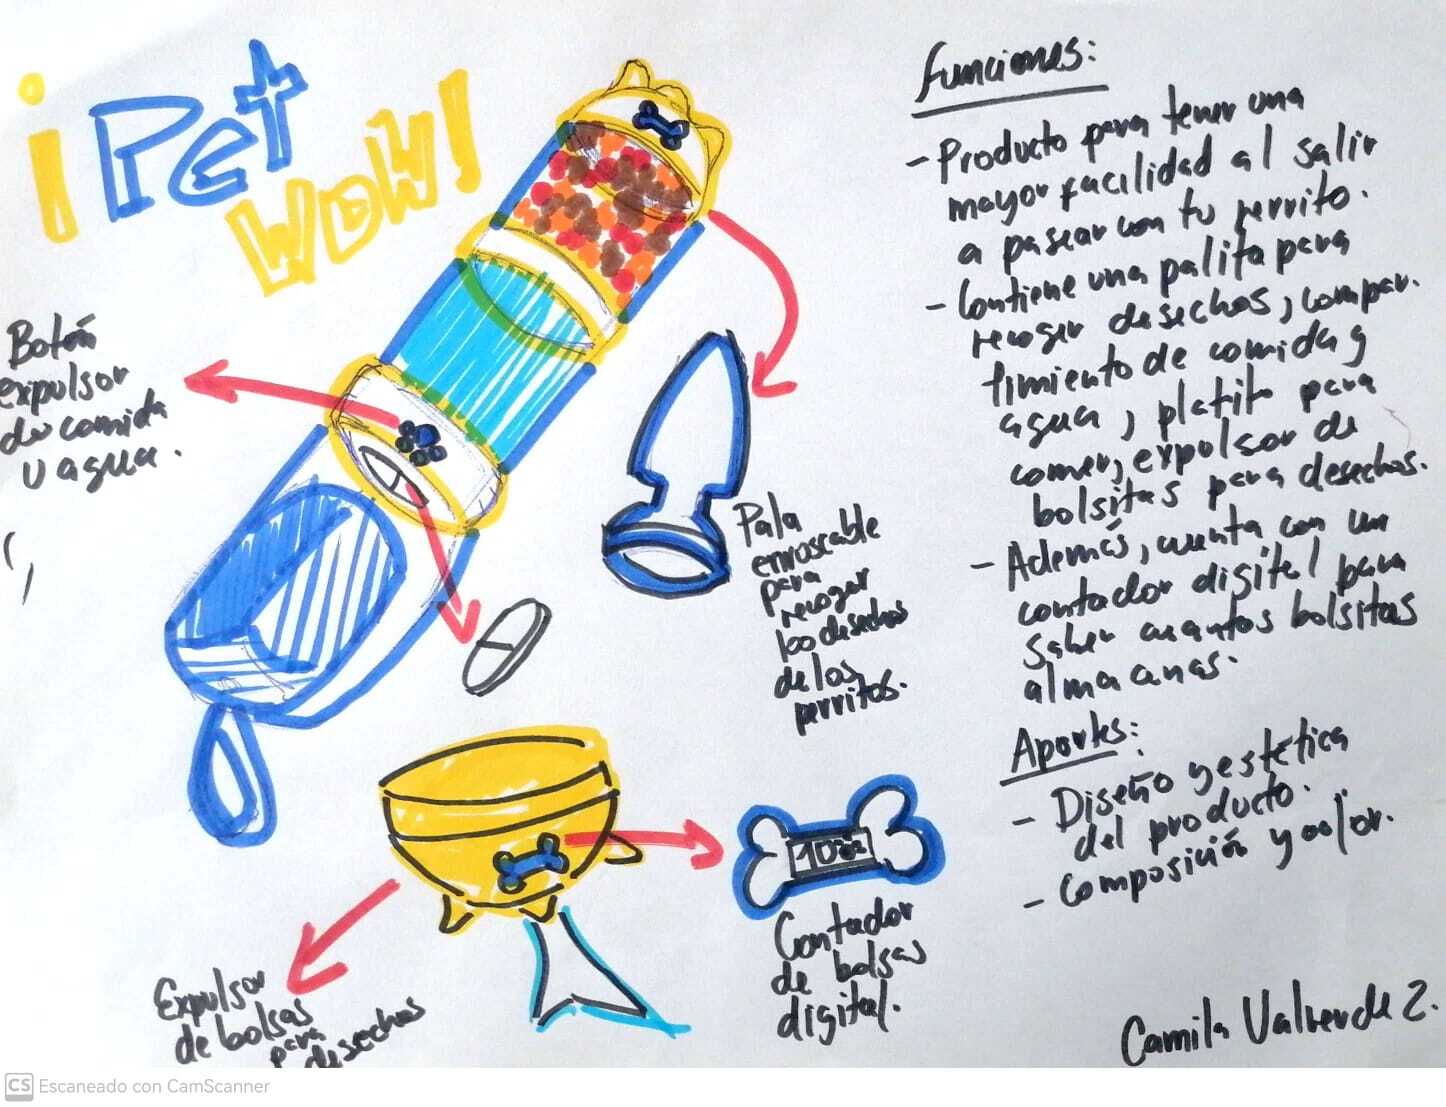 ¡Pet
WOW!
Botón
expulsor
de comida
y agua.
Pala
enroscable
para
recoger
los desechos
de los
perritos.
1000
Contador
de bolsas
digital.
Expulsor
de bolsas
para
desechos
Funciones:
- Producto para tener una
mayor facilidad al salir
a pasear con tu perrito.
- Contiene una palita para
recoger desechos, compar-
timiento de comida y
agua, platito para
comer, expulsor de
bolsitas para desechos.
- Además, cuenta con un
contador digital para
saber cuantos bolsitas
almacenas.
Aportes:
- Diseño y estética
del producto.
- Composición y color.
Camila Valverde Z.
CS Escaneado con CamScanner